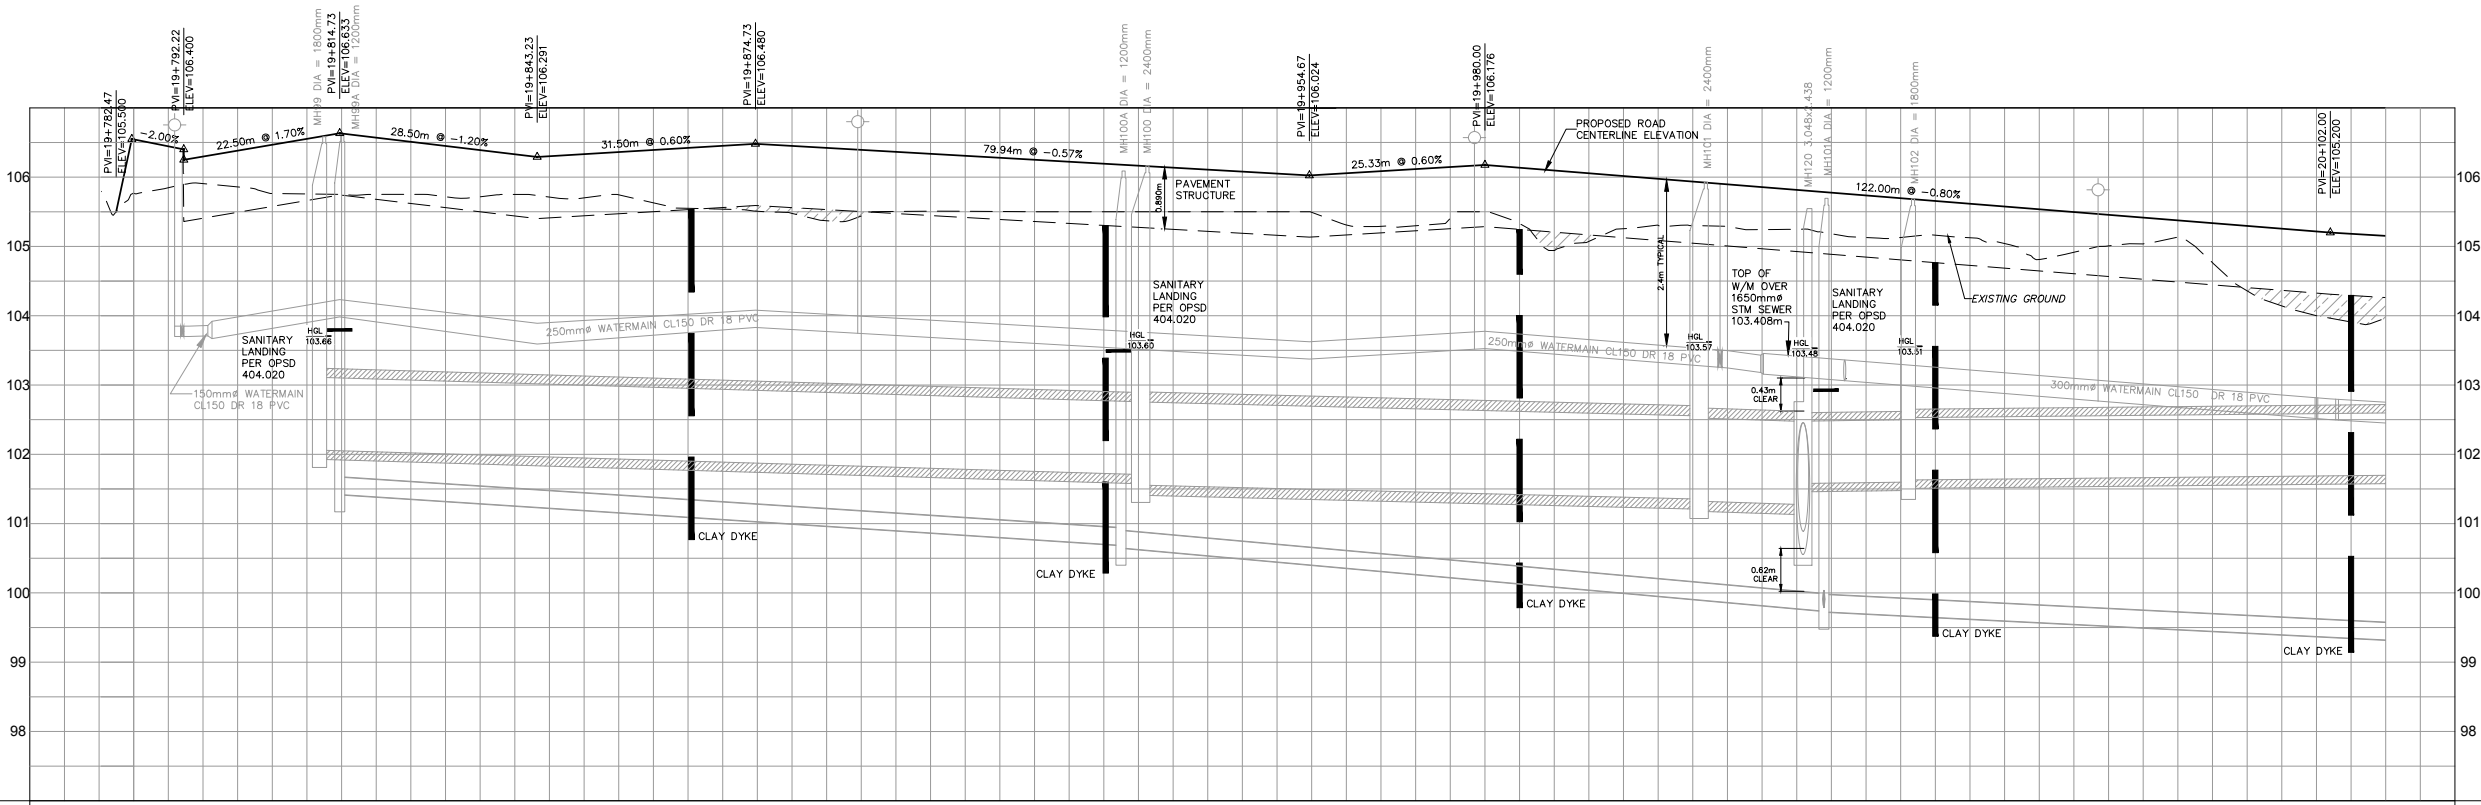 PVI=19+782.47
ELEV=105.500
PVI=19+792.22
ELEV=106.400
MH99 DIA = 1800mm
PVI=19+814.73
ELEV=106.633
MH99A DIA = 1200mm
PVI=19+843.23
ELEV=106.291
PVI=19+874.73
ELEV=106.480
MH100A DIA = 1200mm
MH100 DIA = 2400mm
PVI=19+954.67
ELEV=106.024
PVI=19+980.00
ELEV=106.176
MH101 DIA = 2400mm
MH120 3.048x2.438
MH101A DIA = 1200mm
MH102 DIA = 1800mm
PVI=20+102.00
ELEV=105.200
-2.00%
22.50m @ 1.70%
28.50m @ -1.20%
31.50m @ 0.60%
79.94m @ -0.57%
25.33m @ 0.60%
122.00m @ -0.80%
PROPOSED ROAD
CENTERLINE ELEVATION
0.890m
PAVEMENT
STRUCTURE
2.4m TYPICAL
EXISTING GROUND
SANITARY
LANDING
PER OPSD
404.020
HGL
103.66
150mmø WATERMAIN
CL150 DR 18 PVC
250mmø WATERMAIN CL150 DR 18 PVC
SANITARY
LANDING
PER OPSD
404.020
HGL
103.60
250mmø WATERMAIN CL150 DR 18 PVC
HGL
103.57
TOP OF
W/M OVER
1650mmø
STM SEWER
103.408m
HGL
103.48
SANITARY
LANDING
PER OPSD
404.020
HGL
103.51
300mmø WATERMAIN CL150 DR 18 PVC
0.43m
CLEAR
0.62m
CLEAR
CLAY DYKE
CLAY DYKE
CLAY DYKE
CLAY DYKE
CLAY DYKE
106
105
104
103
102
101
100
99
98
106
105
104
103
102
101
100
99
98